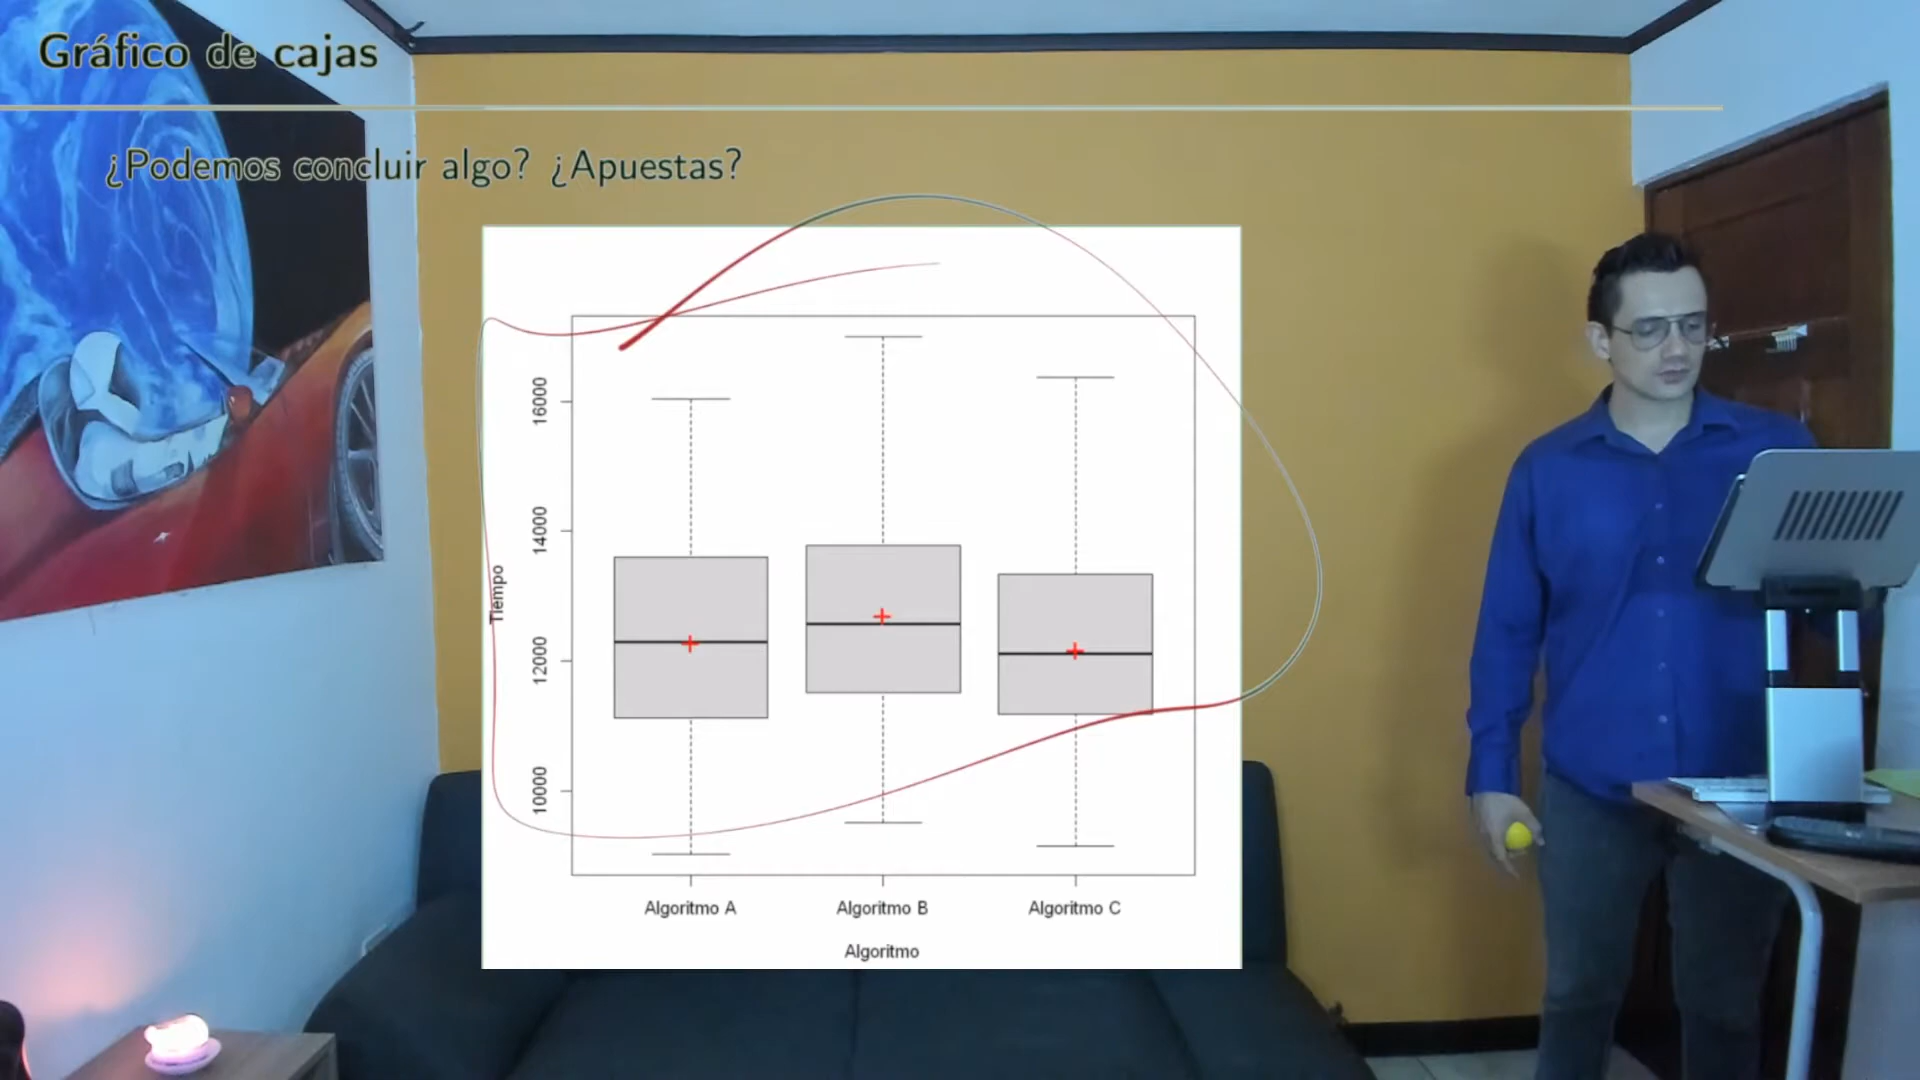 Gráfico de cajas
¿Podemos concluir algo? ¿Apuestas?
16000
14000
12000
10000
Tiempo
Algoritmo A
Algoritmo B
Algoritmo C
Algoritmo